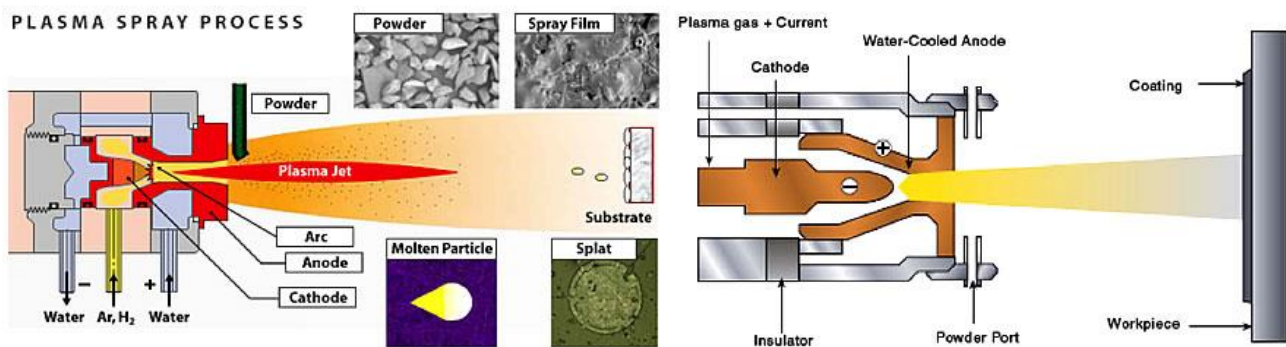 PLASMA SPRAY PROCESS
Powder
Spray Film
Powder
Plasma Jet
Substrate
Arc
Anode
Cathode
Molten Particle
Splat
−
+
Water
Ar, H₂
Water
Plasma gas + Current
Water-Cooled Anode
Cathode
Coating
+
−
Insulator
Powder Port
Workpiece